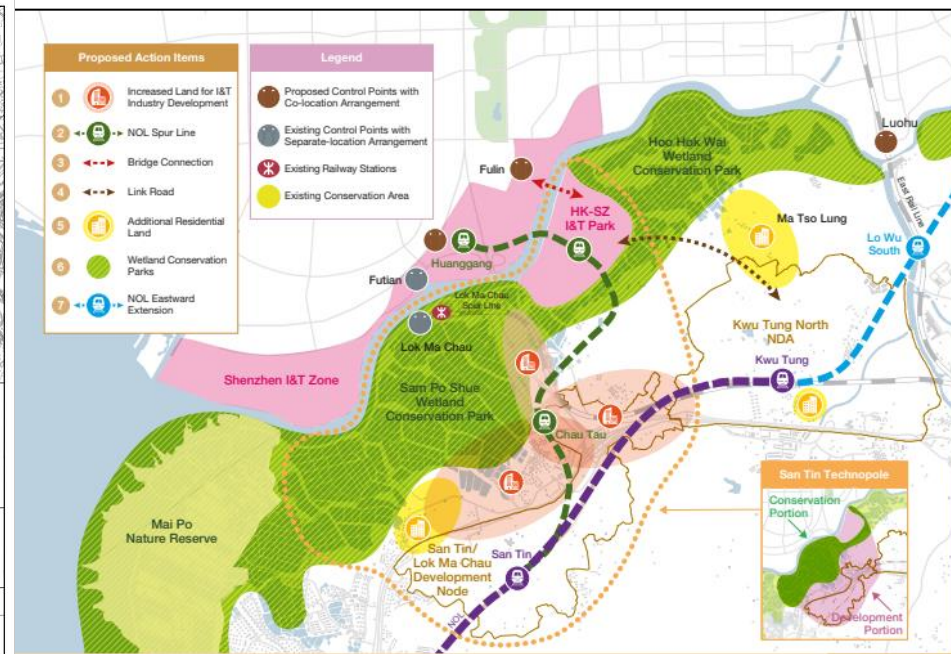 Proposed Action Items
1
Increased Land for I&T
Industry Development
2
NOL Spur Line
3
Bridge Connection
4
Link Road
5
Additional Residential
Land
6
Wetland Conservation
Parks
7
NOL Eastward
Extension
Legend
Proposed Control Points with
Co-location Arrangement
Existing Control Points with
Separate-location Arrangement
Existing Railway Stations
Existing Conservation Area
Luohu
Hoo Hok Wai
Wetland
Conservation Park
Fulin
East Rail Line
HK-SZ
I&T Park
Ma Tso Lung
Lo Wu
South
Huanggang
Futian
Lok Ma Chau
Spur Line
Lok Ma Chau
Kwu Tung North
NDA
Kwu Tung
Shenzhen I&T Zone
Sam Po Shue
Wetland
Conservation Park
Chau Tau
San Tin Technopole
Conservation
Portion
Development
Portion
Mai Po
Nature Reserve
San Tin/
Lok Ma Chau
Development
Node
San Tin
NOL